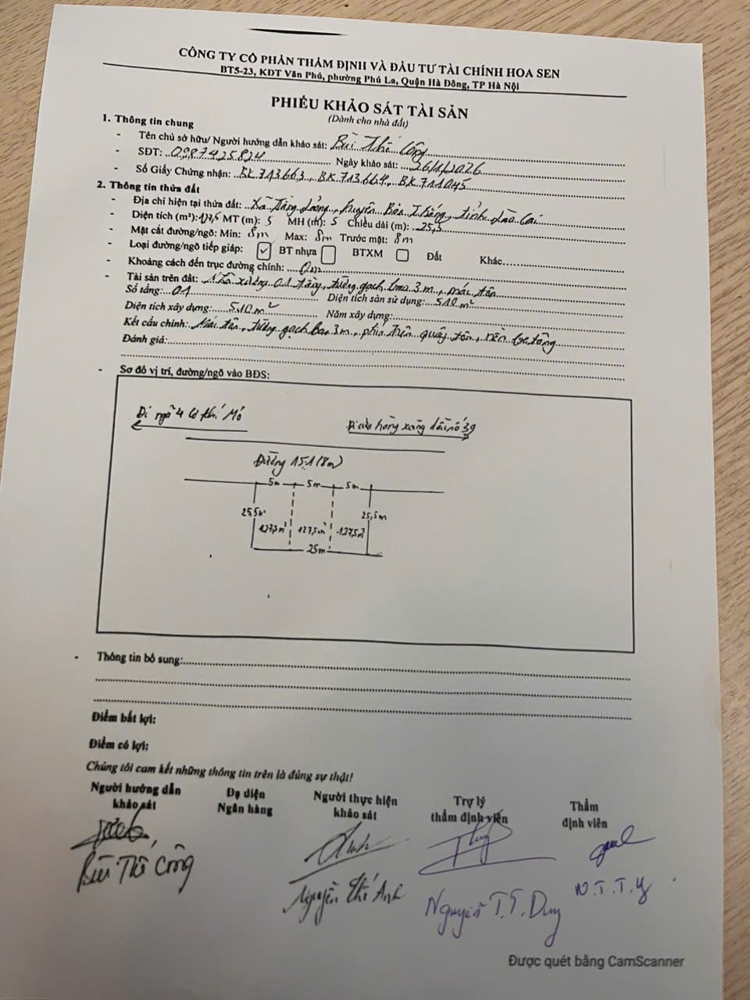 CÔNG TY CỔ PHẦN THẨM ĐỊNH VÀ ĐẦU TƯ TÀI CHÍNH HOA SEN
BT5-23, KĐT Văn Phú, phường Phú La, Quận Hà Đông, TP Hà Nội
PHIẾU KHẢO SÁT TÀI SẢN
(Dành cho nhà đất)
1. Thông tin chung
- Tên chủ sở hữu/ Người hướng dẫn khảo sát: Bùi Thế Công
- SĐT: 0987425824 Ngày khảo sát: 26/1/2026
- Số Giấy Chứng nhận: BK 713663, BK 713664, BK 711045
2. Thông tin thửa đất
- Địa chỉ hiện tại thửa đất: Xã Tằng Loỏng, huyện Bảo Thắng, tỉnh Lào Cai
- Diện tích (m²): 127,5 MT (m): 5 MH (m): 5 Chiều dài (m): 25,5
- Mặt cắt đường/ngõ: Min: 8m Max: 8m Trước mặt: 8m
- Loại đường/ngõ tiếp giáp: ☑ BT nhựa ☐ BTXM ☐ Đất Khác
- Khoảng cách đến trục đường chính: 0m
- Tài sản trên đất: Nhà xưởng 01 tầng, tường gạch bao 3m, mái tôn
Số tầng: 01 Diện tích sàn sử dụng: 510m²
Diện tích xây dựng: 510m² Năm xây dựng:
Kết cấu chính: Mái tôn, tường gạch bao 3m, phía trên quây tôn, nền bê tông
Đánh giá:
- Sơ đồ vị trí, đường/ngõ vào BĐS:
Đi ngã 4 Cơ khí Mỏ
Đi cửa hàng xăng dầu số 39
Đường 151 (8m)
5m 5m 5m
25,5m 25,5m
127,5m² 127,5m² 127,5m²
25m
- Thông tin bổ sung:
Điểm bất lợi:
Điểm có lợi:
Chúng tôi cam kết những thông tin trên là đúng sự thật!
Người hướng dẫn khảo sát
Đạ diện Ngân hàng
Người thực hiện khảo sát
Trợ lý thẩm định viên
Thẩm định viên
Bùi Thế Công
Nguyễn Thế Anh
Nguyễn T.T. Dung
N.T.T.
Được quét bằng CamScanner